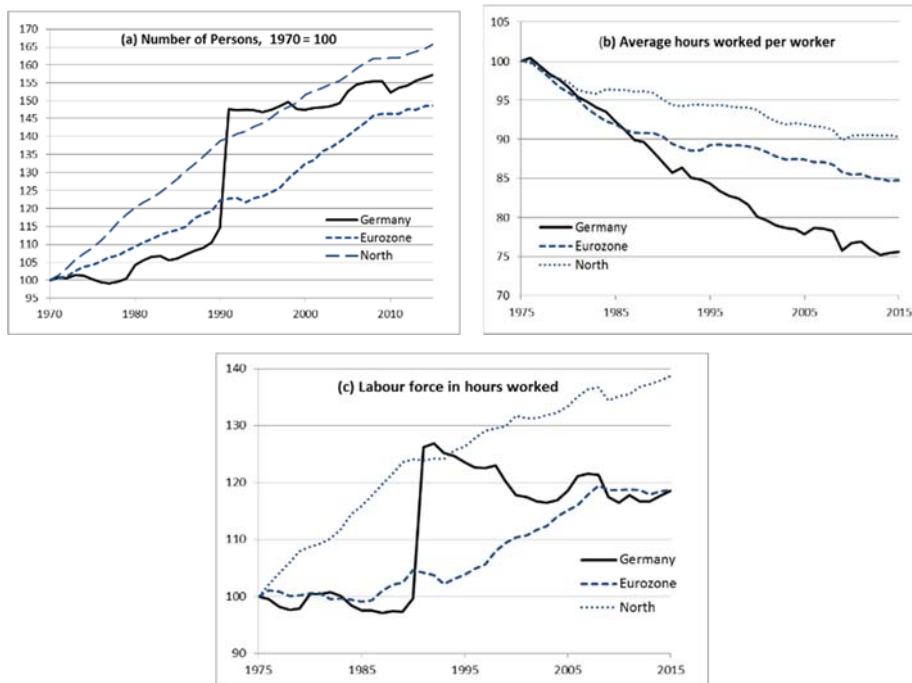 (a) Number of Persons, 1970 = 100
170
165
160
155
150
145
140
135
130
125
120
115
110
105
100
95
Germany
Eurozone
North
1970 1980 1990 2000 2010
(b) Average hours worked per worker
105
100
95
90
85
80
75
70
Germany
Eurozone
North
1975 1985 1995 2005 2015
(c) Labour force in hours worked
140
130
120
110
100
90
Germany
Eurozone
North
1975 1985 1995 2005 2015